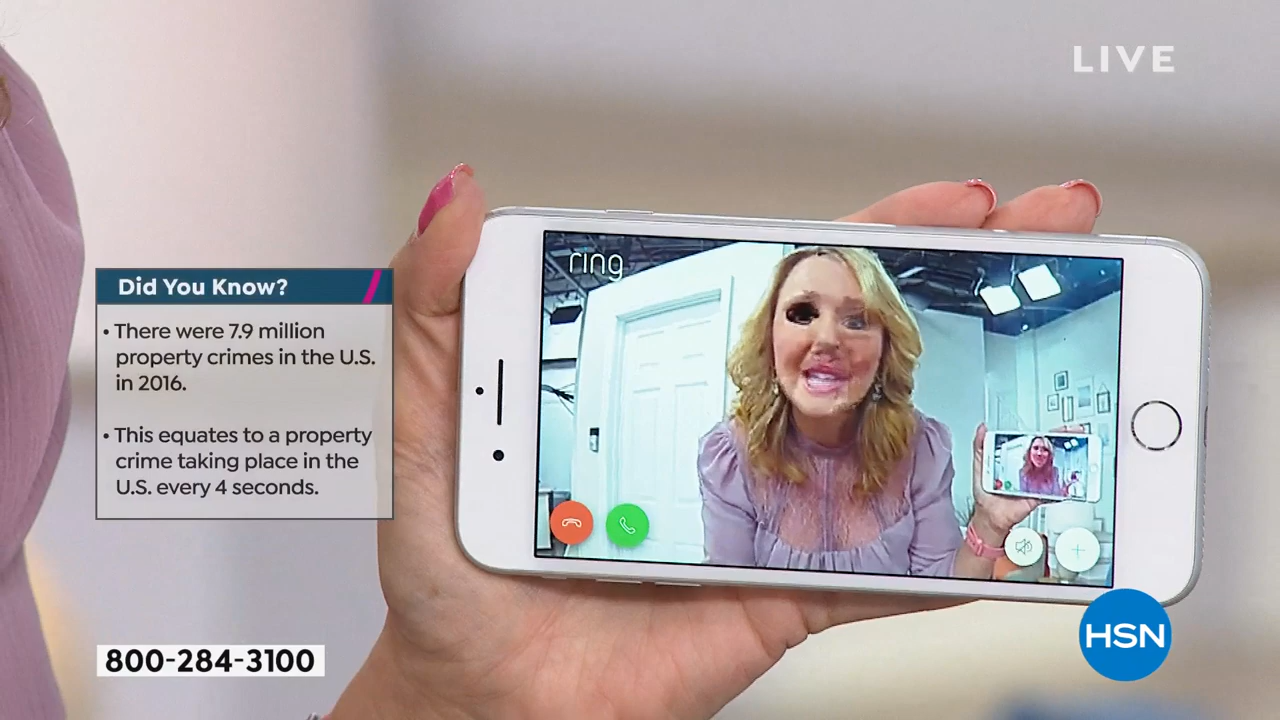 LIVE
ring
Did You Know?
• There were 7.9 million
property crimes in the U.S.
in 2016.
• This equates to a property
crime taking place in the
U.S. every 4 seconds.
800-284-3100
HSN